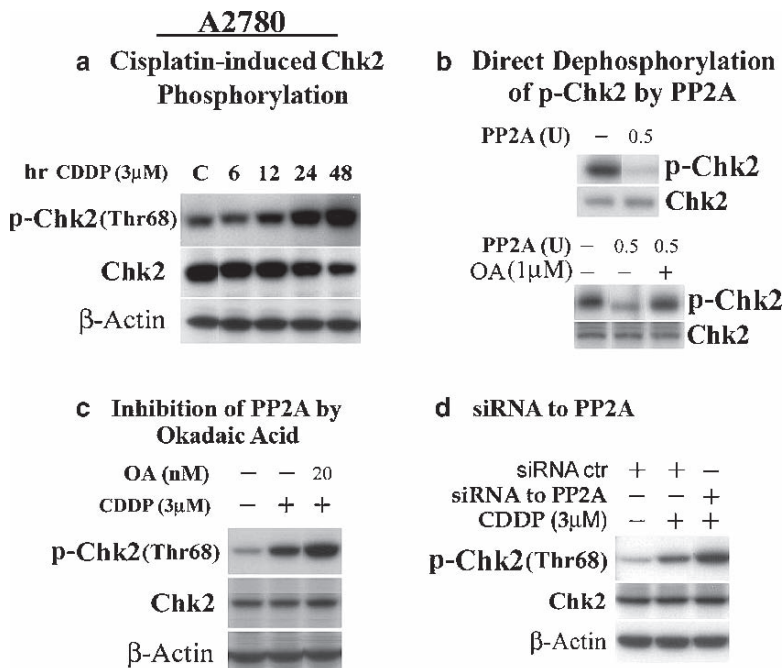 A2780
a Cisplatin-induced Chk2
Phosphorylation
hr CDDP (3μM) C 6 12 24 48
p-Chk2(Thr68)
Chk2
β-Actin
b Direct Dephosphorylation
of p-Chk2 by PP2A
PP2A (U) – 0.5
p-Chk2
Chk2
PP2A (U) – 0.5 0.5
OA (1μM) – – +
p-Chk2
Chk2
c Inhibition of PP2A by
Okadaic Acid
OA (nM) – – 20
CDDP (3μM) – + +
p-Chk2(Thr68)
Chk2
β-Actin
d siRNA to PP2A
siRNA ctr + + –
siRNA to PP2A – – +
CDDP (3μM) – + +
p-Chk2(Thr68)
Chk2
β-Actin